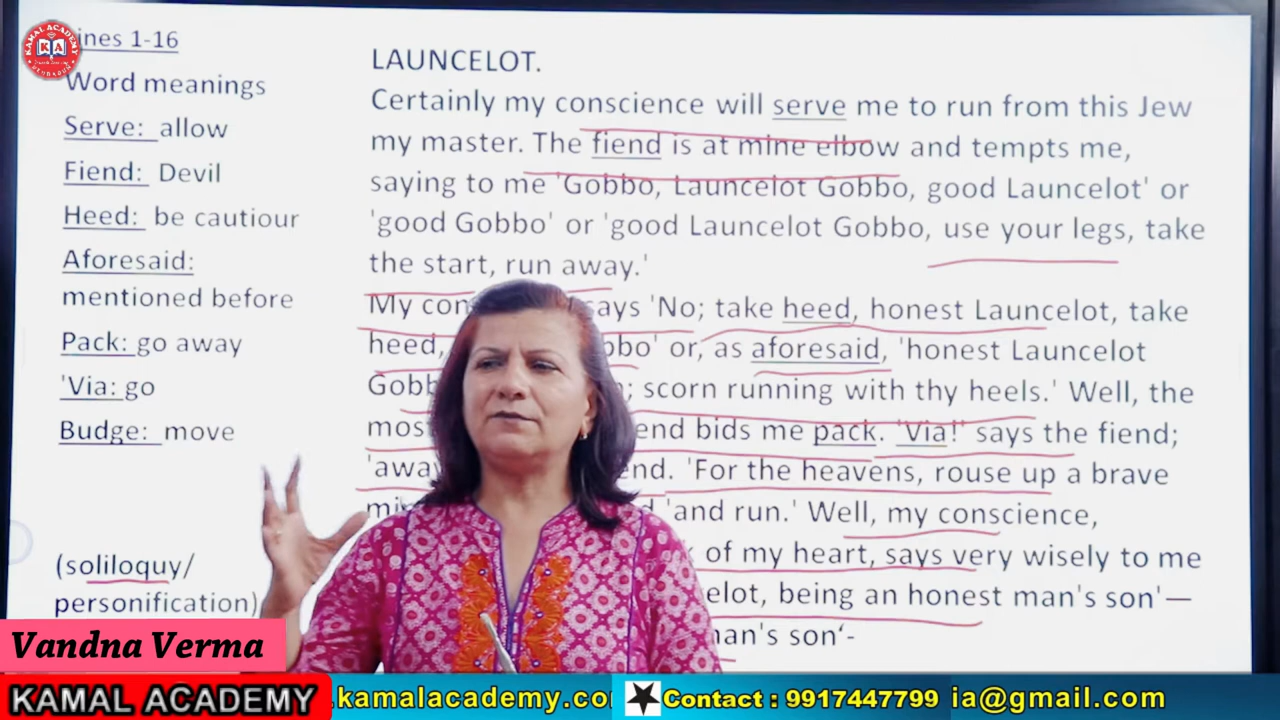 KAMAL ACADEMY
KA
ines 1-16
Word meanings
Serve: allow
Fiend: Devil
Heed: be cautiour
Aforesaid:
mentioned before
Pack: go away
'Via: go
Budge: move
(soliloquy/
personification)
LAUNCELOT.
Certainly my conscience will serve me to run from this Jew
my master. The fiend is at mine elbow and tempts me,
saying to me 'Gobbo, Launcelot Gobbo, good Launcelot' or
'good Gobbo' or 'good Launcelot Gobbo, use your legs, take
the start, run away.'
My con says 'No; take heed, honest Launcelot, take
heed, bbo' or, as aforesaid, 'honest Launcelot
Gobb ; scorn running with thy heels.' Well, the
most end bids me pack. 'Via!' says the fiend;
'away end. 'For the heavens, rouse up a brave
mi d 'and run.' Well, my conscience,
of my heart, says very wisely to me
elot, being an honest man's son'—
nan's son‘-
Vandna Verma
KAMAL ACADEMY
.kamalacademy.co
Contact : 9917447799
ia@gmail.com